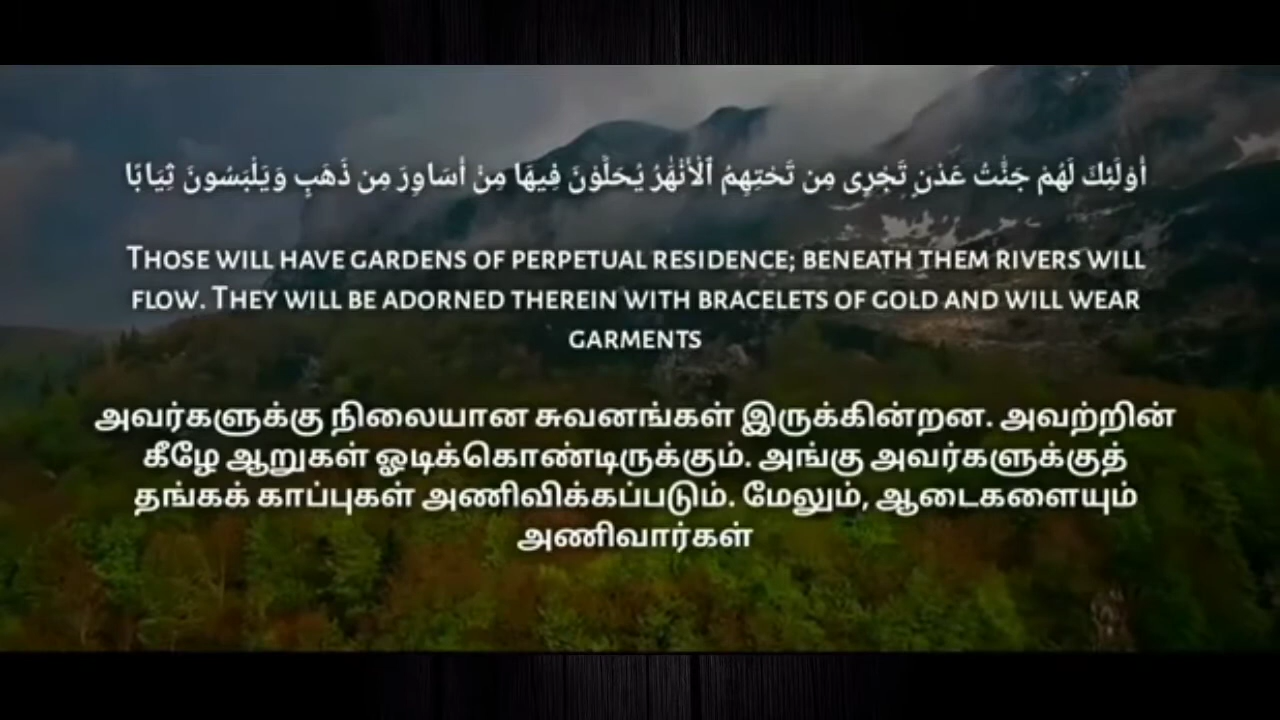 أُوْلَٰٓئِكَ لَهُمْ جَنَّٰتُ عَدْنٍ تَجْرِى مِن تَحْتِهِمُ ٱلْأَنْهَٰرُ يُحَلَّوْنَ فِيهَا مِنْ أَسَاوِرَ مِن ذَهَبٍ وَيَلْبَسُونَ ثِيَابًا
Those will have gardens of perpetual residence; beneath them rivers will
flow. They will be adorned therein with bracelets of gold and will wear
garments
அவர்களுக்கு நிலையான சுவனங்கள் இருக்கின்றன. அவற்றின்
கீழே ஆறுகள் ஓடிக்கொண்டிருக்கும். அங்கு அவர்களுக்குத்
தங்கக் காப்புகள் அணிவிக்கப்படும். மேலும், ஆடைகளையும்
அணிவார்கள்